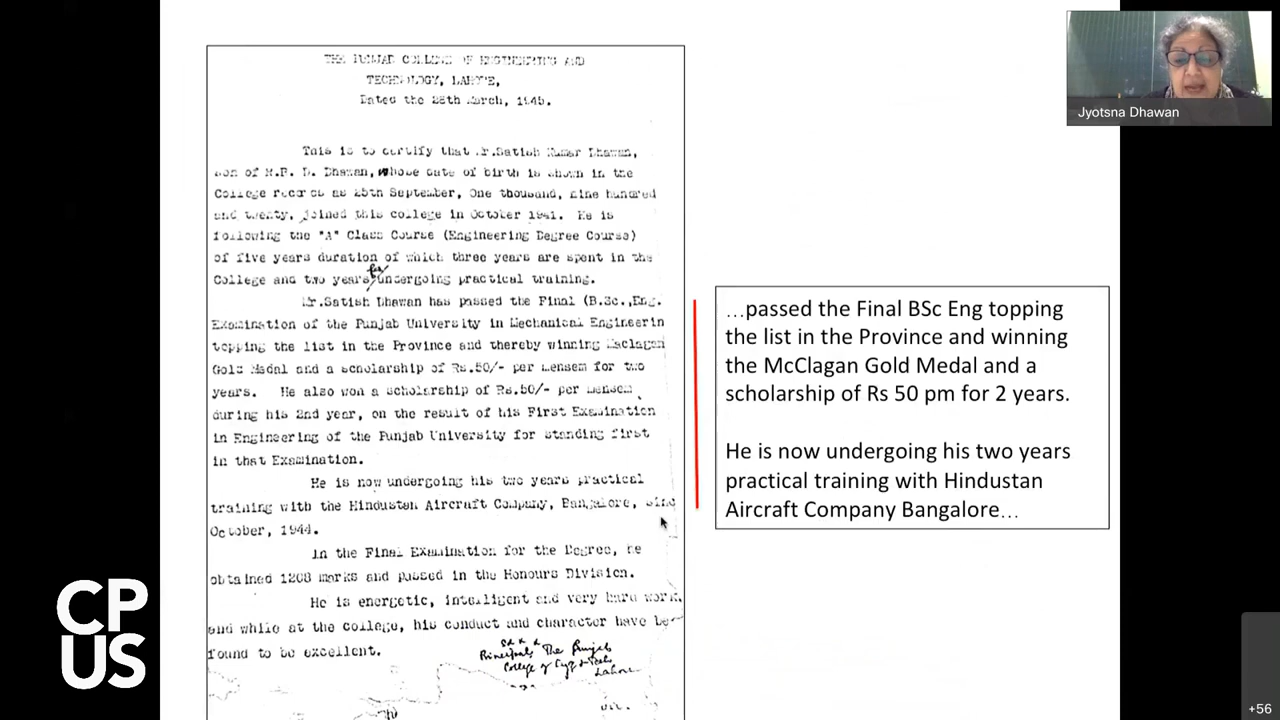 THE PUNJAB COLLEGE OF ENGINEERING AND
TECHNOLOGY, LAHORE,
Dated the 28th March, 1945.
This is to certify that Mr.Satish Kumar Dhawan,
son of M.R. D. Dhawan, whose date of birth is shown in the
College records as 25th September, One thousand, nine hundred
and twenty, joined this college in October 1941. He is
following the "A" Class Course (Engineering Degree Course)
of five years duration of which three years are spent in the
College and two years for undergoing practical training.
Mr.Satish Dhawan has passed the Final (B.Sc.,Eng.
Examination of the Punjab University in Mechanical Engineerin
topping the list in the Province and thereby winning Maclagan
Gold Medal and a scholarship of Rs.50/- per mensem for two
years. He also won a scholarship of Rs.50/- per mensem
during his 2nd year, on the result of his First Examination
in Engineering of the Punjab University for standing first
in that Examination.
He is now undergoing his two years practical
training with the Hindustan Aircraft Company, Bangalore, sinc
October, 1944.
In the Final Examination for the Degree, he
obtained 1208 marks and passed in the Honours Division.
He is energetic, intelligent and very hard work.
and while at the college, his conduct and character have be
found to be excellent.
Principal, The Punjab
College of Engg & Tech.
Lahore
…passed the Final BSc Eng topping
the list in the Province and winning
the McClagan Gold Medal and a
scholarship of Rs 50 pm for 2 years.
He is now undergoing his two years
practical training with Hindustan
Aircraft Company Bangalore…
Jyotsna Dhawan
CP
US
+56